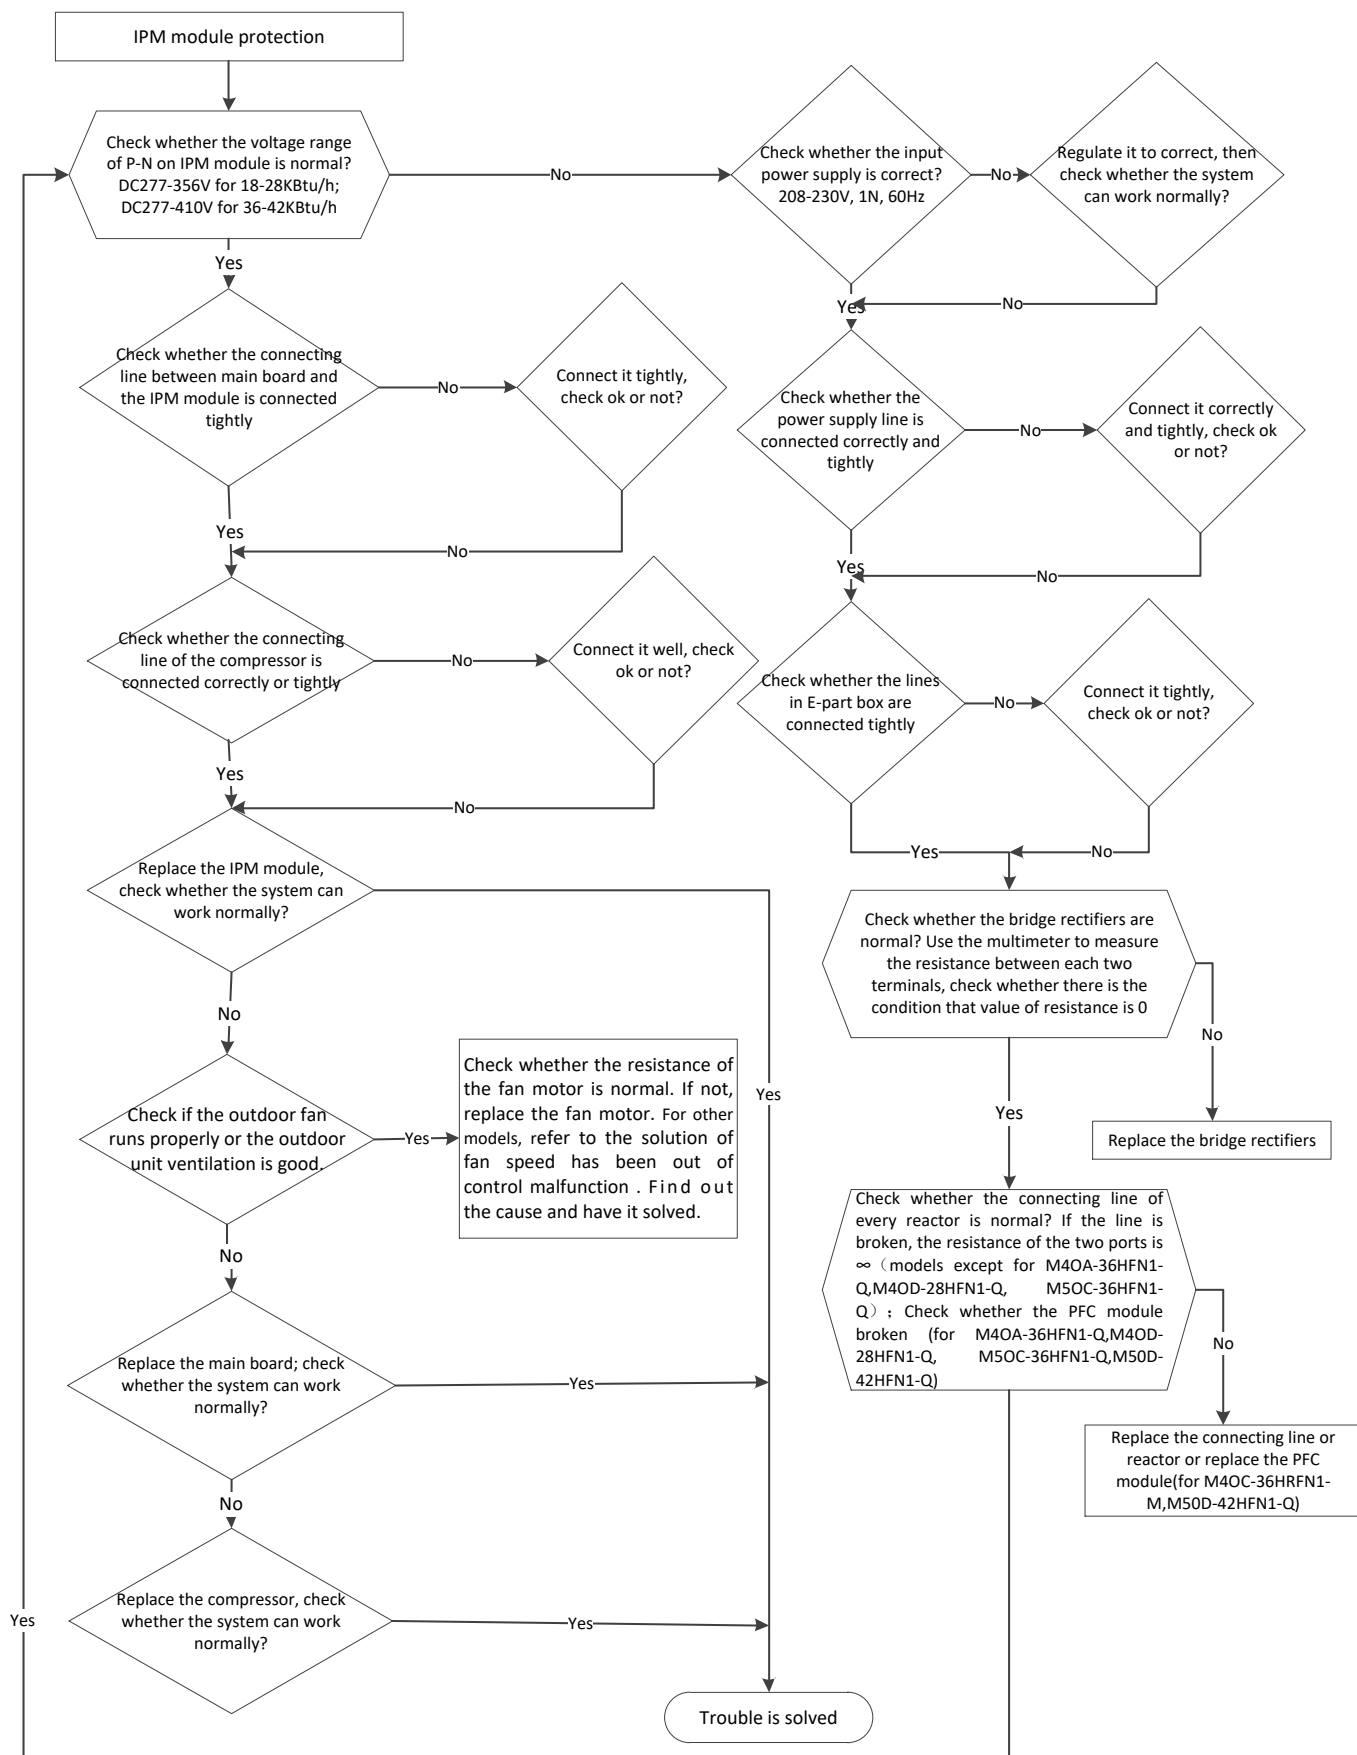 IPM module protection
Check whether the voltage range
of P-N on IPM module is normal?
DC277-356V for 18-28KBtu/h;
DC277-410V for 36-42KBtu/h
No
Check whether the input
power supply is correct?
208-230V, 1N, 60Hz
No
Regulate it to correct, then
check whether the system
can work normally?
Yes
Yes
No
Check whether the connecting
line between main board and
the IPM module is connected
tightly
No
Connect it tightly,
check ok or not?
Check whether the
power supply line is
connected correctly and
tightly
No
Connect it correctly
and tightly, check ok
or not?
Yes
No
Yes
No
Check whether the connecting
line of the compressor is
connected correctly or tightly
No
Connect it well, check
ok or not?
Check whether the lines
in E-part box are
connected tightly
No
Connect it tightly,
check ok or not?
Yes
No
Yes
No
Replace the IPM module,
check whether the system can
work normally?
Check whether the bridge rectifiers are
normal? Use the multimeter to measure
the resistance between each two
terminals, check whether there is the
condition that value of resistance is 0
No
No
Check if the outdoor fan
runs properly or the outdoor
unit ventilation is good.
Yes
Check whether the resistance of
the fan motor is normal. If not,
replace the fan motor. For other
models, refer to the solution of
fan speed has been out of
control malfunction . Find out
the cause and have it solved.
Yes
Yes
Replace the bridge rectifiers
No
Check whether the connecting line of
every reactor is normal? If the line is
broken, the resistance of the two ports is
∞（models except for M4OA-36HFN1-
Q,M4OD-28HFN1-Q, M5OC-36HFN1-
Q）；Check whether the PFC module
broken (for M4OA-36HFN1-Q,M4OD-
28HFN1-Q, M5OC-36HFN1-Q,M50D-
42HFN1-Q)
No
Replace the main board; check
whether the system can work
normally?
Yes
Replace the connecting line or
reactor or replace the PFC
module(for M4OC-36HRFN1-
M,M50D-42HFN1-Q)
No
Replace the compressor, check
whether the system can work
normally?
Yes
Yes
Trouble is solved